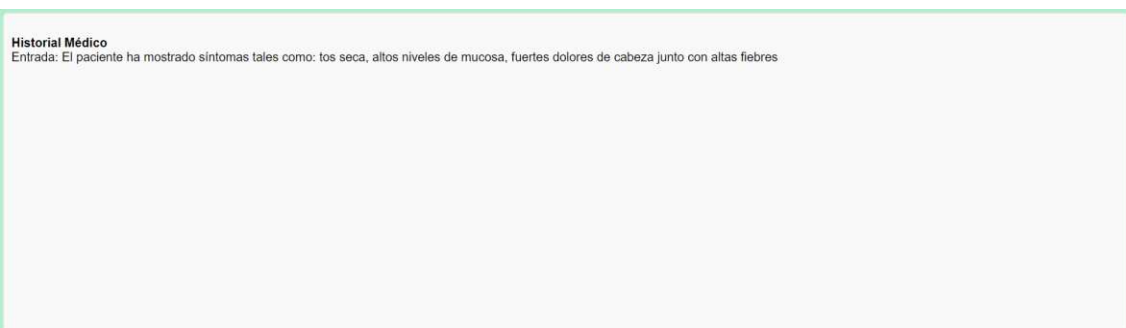 Historial Médico
Entrada: El paciente ha mostrado síntomas tales como: tos seca, altos niveles de mucosa, fuertes dolores de cabeza junto con altas fiebres